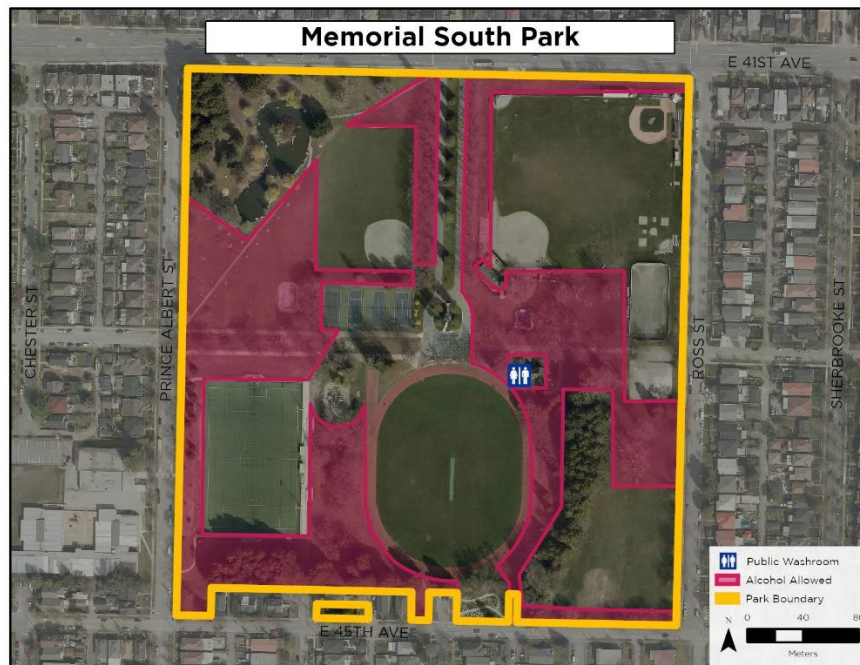 Memorial South Park
E 41ST AVE
CHESTER ST
PRINCE ALBERT ST
ROSS ST
SHERBROOKE ST
E 45TH AVE
Public Washroom
Alcohol Allowed
Park Boundary
N
0 40 80
Meters